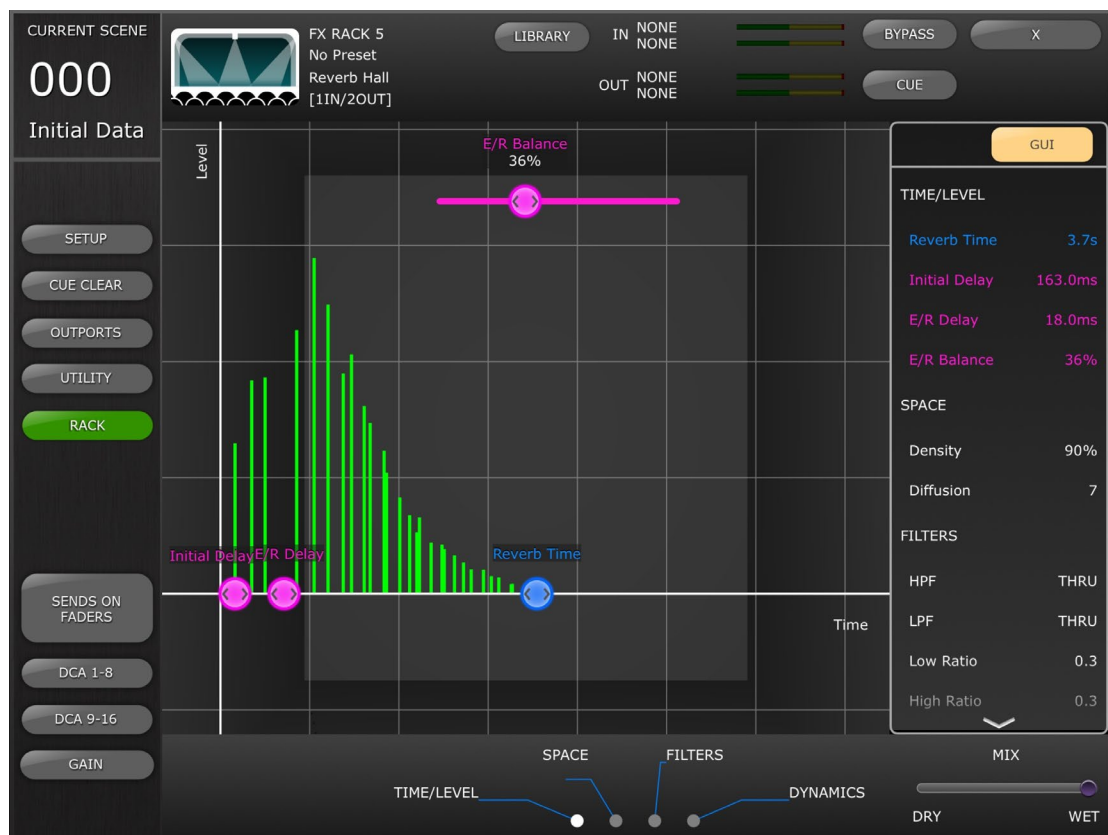 CURRENT SCENE
000
Initial Data
SETUP
CUE CLEAR
OUTPORTS
UTILITY
RACK
SENDS ON
FADERS
DCA 1-8
DCA 9-16
GAIN
FX RACK 5
No Preset
Reverb Hall
[1IN/2OUT]
LIBRARY
IN NONE
NONE
OUT NONE
NONE
BYPASS
X
CUE
Level
E/R Balance
36%
Initial Delay
E/R Delay
Reverb Time
Time
GUI
TIME/LEVEL
Reverb Time 3.7s
Initial Delay 163.0ms
E/R Delay 18.0ms
E/R Balance 36%
SPACE
Density 90%
Diffusion 7
FILTERS
HPF THRU
LPF THRU
Low Ratio 0.3
High Ratio 0.3
TIME/LEVEL
SPACE
FILTERS
DYNAMICS
MIX
DRY WET